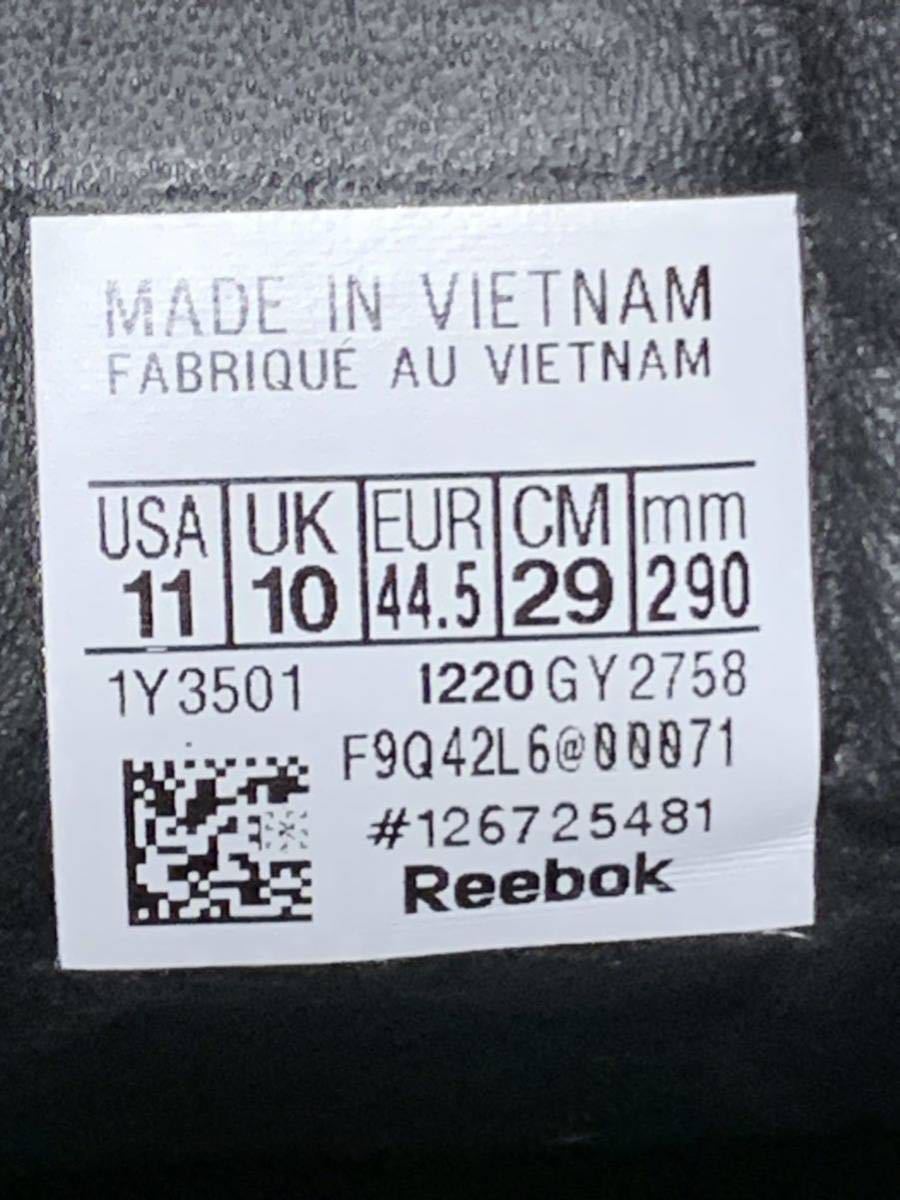 MADE IN VIETNAM
FABRIQUÉ AU VIETNAM
USA UK EUR CM mm
11 10 44.5 29 290
1Y3501 1220 GY2758
F9Q42L6@00071
#126725481
Reebok